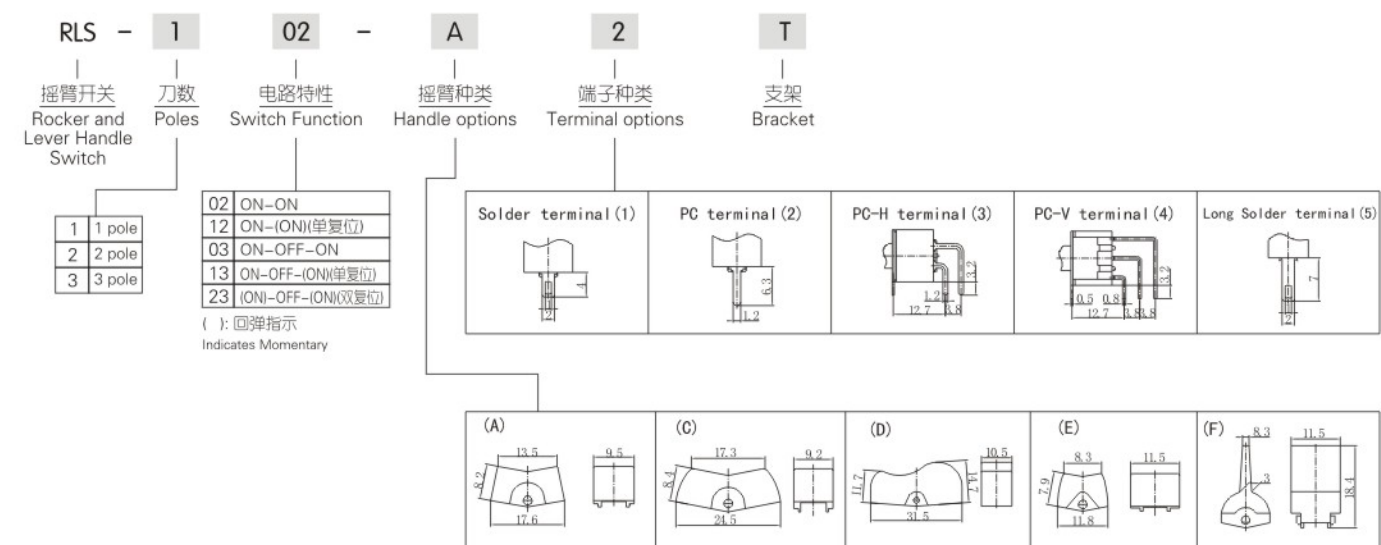 RLS - 1 02 - A 2 T
摇臂开关
Rocker and
Lever Handle
Switch
刀数
Poles
电路特性
Switch Function
摇臂种类
Handle options
端子种类
Terminal options
支架
Bracket
1 1 pole
2 2 pole
3 3 pole
02 ON-ON
12 ON-(ON)(单复位)
03 ON-OFF-ON
13 ON-OFF-(ON)(单复位)
23 (ON)-OFF-(ON)(双复位)
( ): 回弹指示
Indicates Momentary
Solder terminal(1)
4
2
PC terminal(2)
6.3
1.2
PC-H terminal(3)
3.2
1.2
12.7 3.8
PC-V terminal(4)
3.2
0.5 0.8
12.7 3.8 3.8
Long Solder terminal(5)
7
2
(A)
13.5 9.5
8.2
17.6
(C)
17.3 9.2
8.4
24.5
(D)
10.5
11.7 14.7
31.5
(E)
8.3 11.5
7.9
11.8
(F)
8.3 11.5
3
18.4